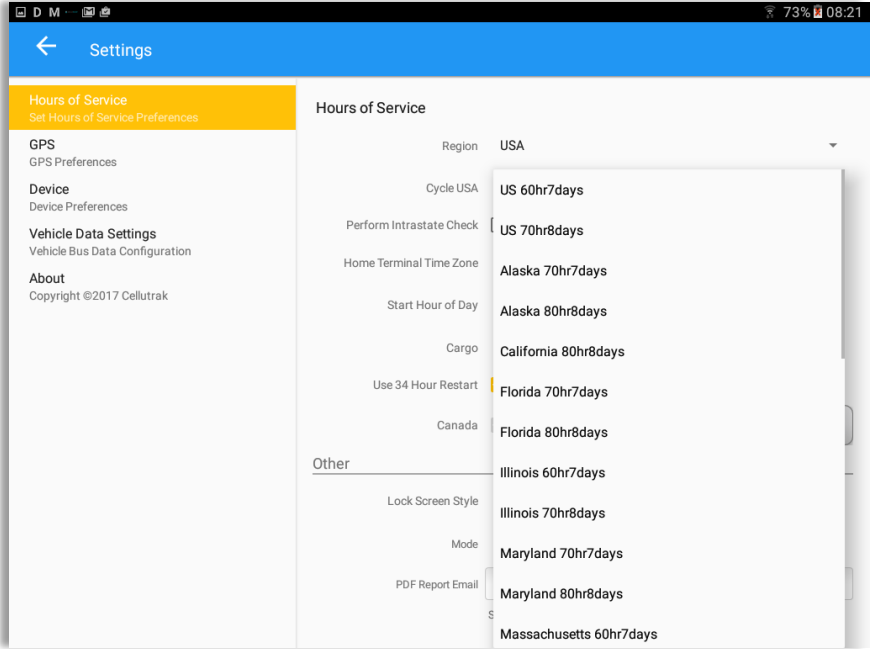 D M 73% 08:21
Settings
Hours of Service
Set Hours of Service Preferences
GPS
GPS Preferences
Device
Device Preferences
Vehicle Data Settings
Vehicle Bus Data Configuration
About
Copyright ©2017 Cellutrak
Hours of Service
Region USA
Cycle USA
Perform Intrastate Check
Home Terminal Time Zone
Start Hour of Day
Cargo
Use 34 Hour Restart
Canada
Other
Lock Screen Style
Mode
PDF Report Email
S
US 60hr7days
US 70hr8days
Alaska 70hr7days
Alaska 80hr8days
California 80hr8days
Florida 70hr7days
Florida 80hr8days
Illinois 60hr7days
Illinois 70hr8days
Maryland 70hr7days
Maryland 80hr8days
Massachusetts 60hr7days